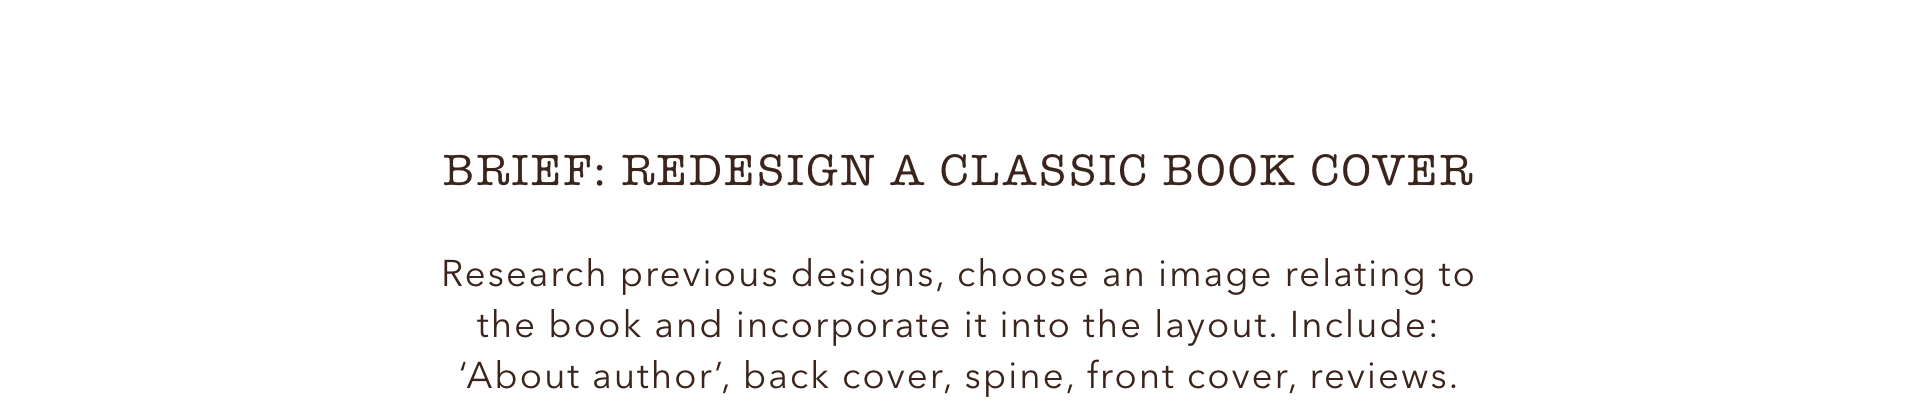 BRIEF: REDESIGN A CLASSIC BOOK COVER
Research previous designs, choose an image relating to
the book and incorporate it into the layout. Include:
‘About author’, back cover, spine, front cover, reviews.